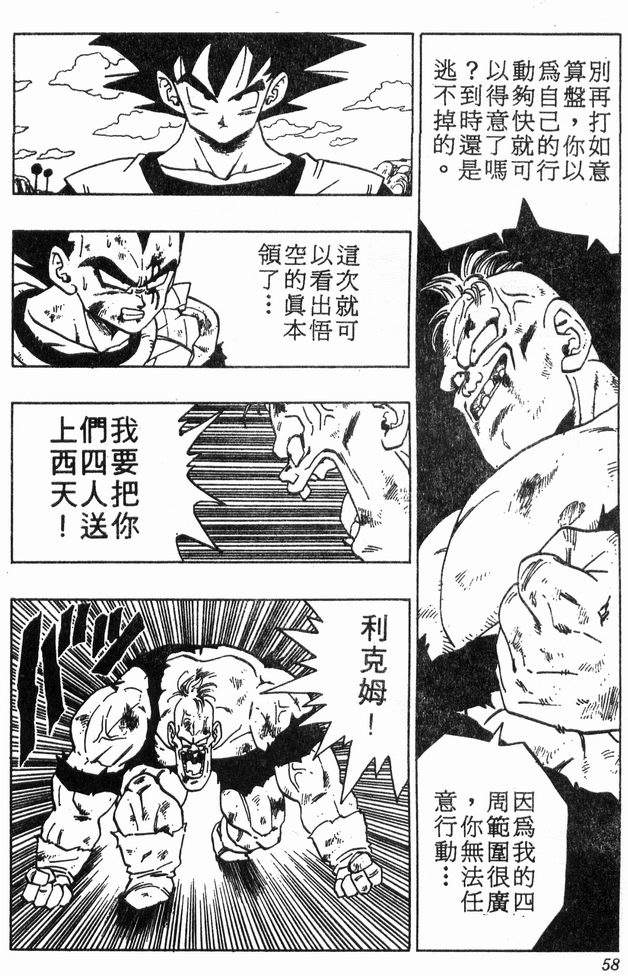 別再打如意
算盤，你以
為自己的行
動夠快就可
以得意了嗎
？到時還是
逃不掉的。
因為我的四
周範圍很廣
，你無法任
意行動…
這次就可
以看出悟
空的真本
領了…
我要把你
們四人送
上西天！
利克姆！
ドドッ
58